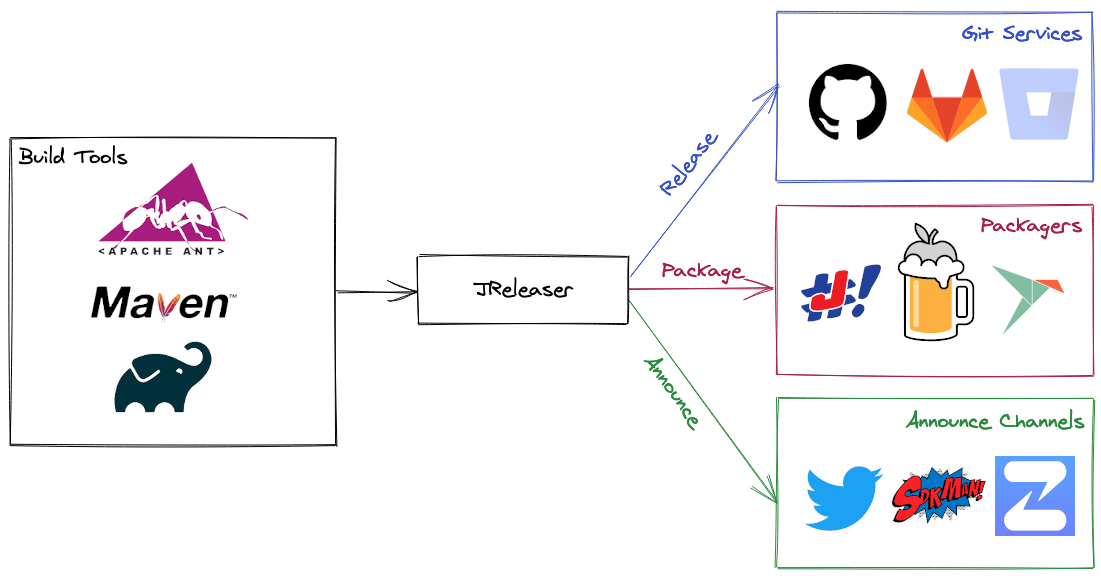 Build Tools
<APACHE ANT>
Maven™
JReleaser
Release
Package
Announce
Git Services
Packagers
J
#!
Announce Channels
SDKMAN!
Z